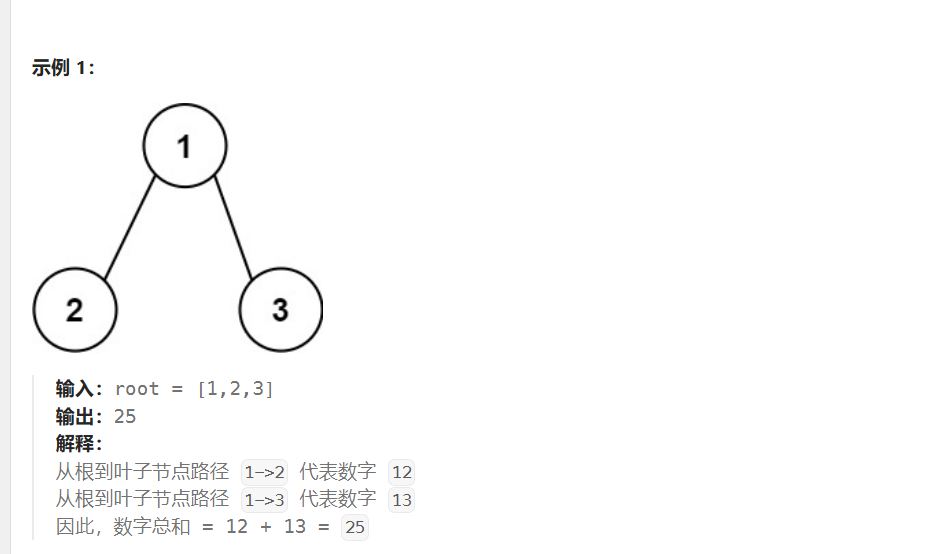 示例 1：
1
2 3
输入：root = [1,2,3]
输出：25
解释：
从根到叶子节点路径 1->2 代表数字 12
从根到叶子节点路径 1->3 代表数字 13
因此，数字总和 = 12 + 13 = 25